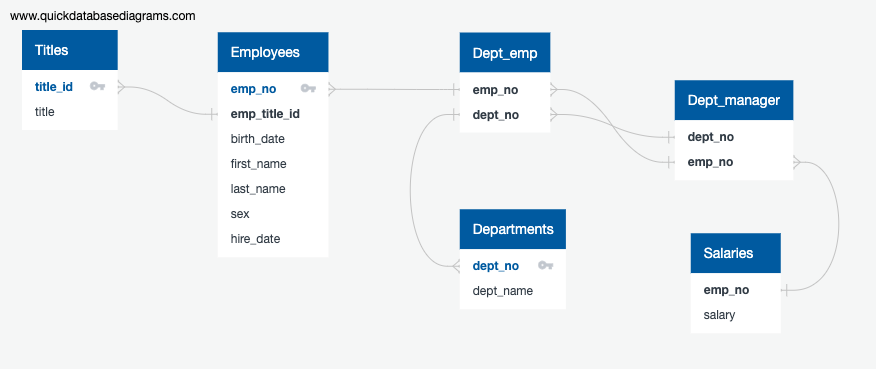 www.quickdatabasediagrams.com
Titles
title_id
title
Employees
emp_no
emp_title_id
birth_date
first_name
last_name
sex
hire_date
Dept_emp
emp_no
dept_no
Departments
dept_no
dept_name
Dept_manager
dept_no
emp_no
Salaries
emp_no
salary